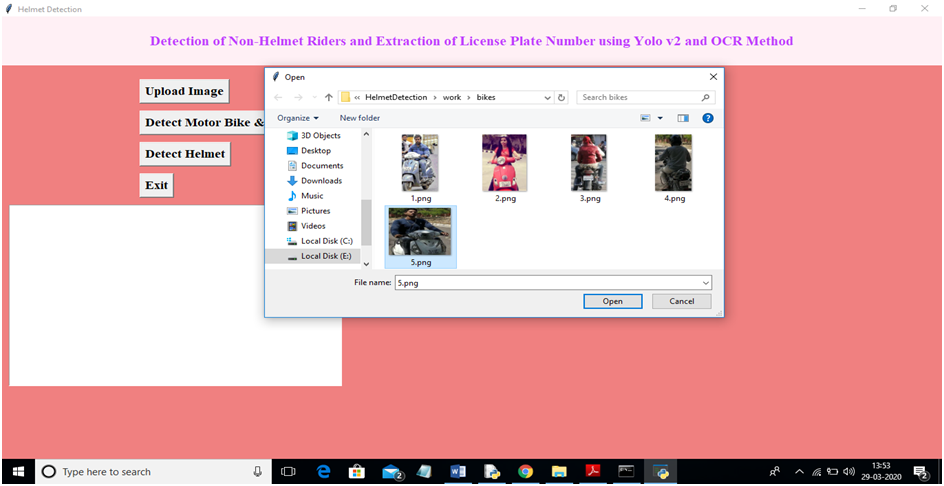 Helmet Detection
Detection of Non-Helmet Riders and Extraction of License Plate Number using Yolo v2 and OCR Method
Upload Image
Detect Motor Bike &
Detect Helmet
Exit
Open
« HelmetDetection > work > bikes
Search bikes
Organize
New folder
3D Objects
Desktop
Documents
Downloads
Music
Pictures
Videos
Local Disk (C:)
Local Disk (E:)
1.png
2.png
3.png
4.png
5.png
File name: 5.png
Open
Cancel
Type here to search
2
13:53
29-03-2020
2